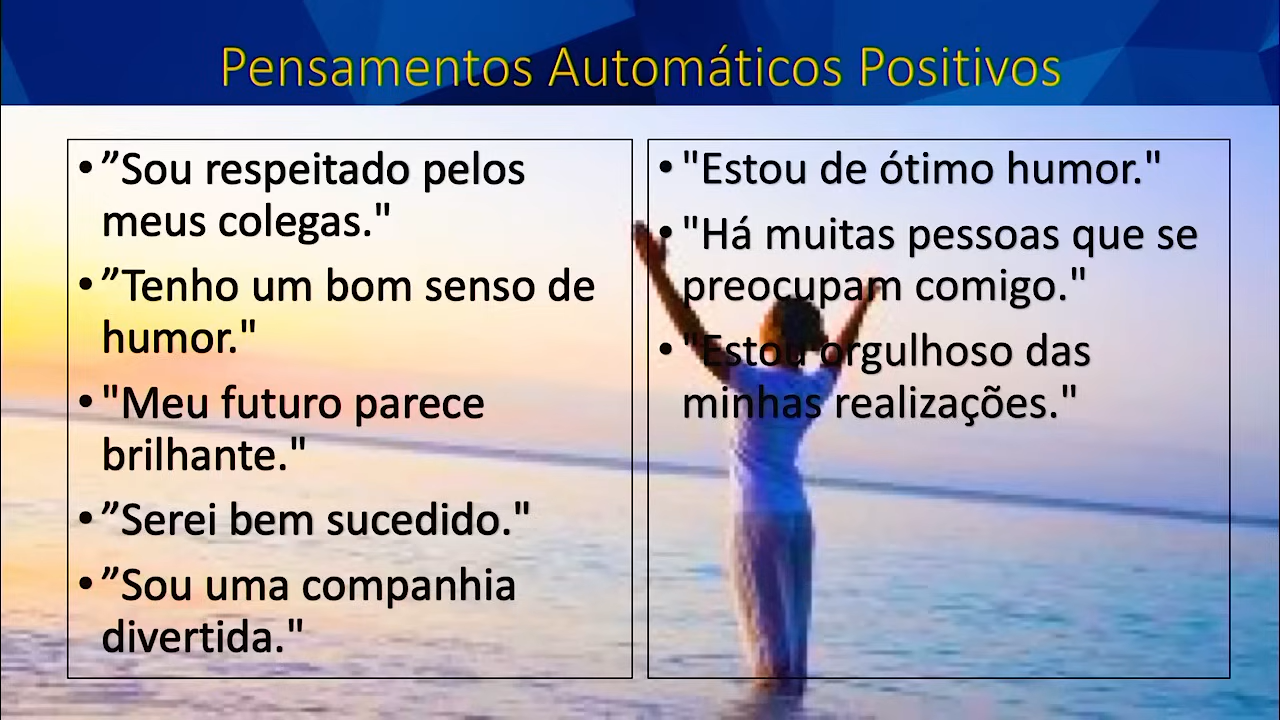 Pensamentos Automáticos Positivos
• ”Sou respeitado pelos
meus colegas."
• ”Tenho um bom senso de
humor."
• "Meu futuro parece
brilhante."
• ”Serei bem sucedido."
• ”Sou uma companhia
divertida."
• "Estou de ótimo humor."
• "Há muitas pessoas que se
preocupam comigo."
• "Estou orgulhoso das
minhas realizações."